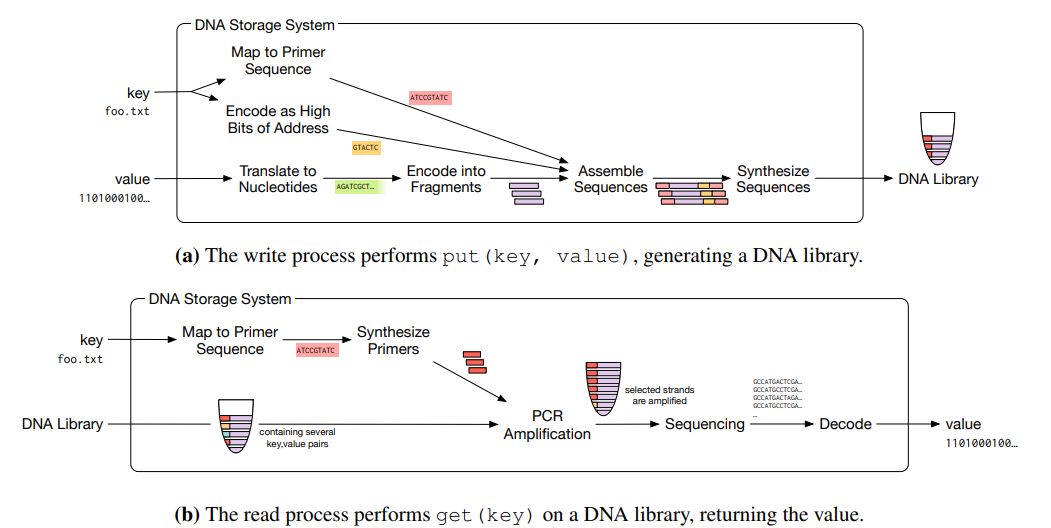 DNA Storage System
Map to Primer
Sequence
key
foo.txt
ATCCGTATC
Encode as High
Bits of Address
GTACTC
value
1101000100…
Translate to
Nucleotides
AGATCGCT…
Encode into
Fragments
Assemble
Sequences
Synthesize
Sequences
DNA Library
(a) The write process performs put(key, value), generating a DNA library.
DNA Storage System
key
foo.txt
Map to Primer
Sequence
ATCCGTATC
Synthesize
Primers
DNA Library
containing several
key,value pairs
PCR
Amplification
selected strands
are amplified
Sequencing
GCCATGACTCGA…
GCCATGCCTCGA…
GCCATGACTAGA…
GCCATGCCTCGA…
…
Decode
value
1101000100…
(b) The read process performs get(key) on a DNA library, returning the value.